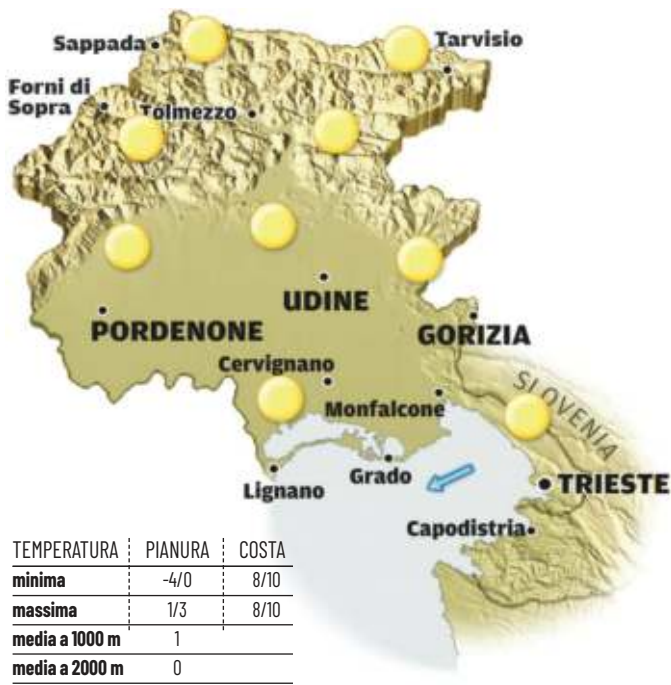 Sappada
Tarvisio
Forni di
Sopra
Tolmezzo
UDINE
PORDENONE
GORIZIA
Cervignano
SLOVENIA
Monfalcone
Grado
Lignano
TRIESTE
Capodistria
TEMPERATURA PIANURA COSTA
minima -4/0 8/10
massima 1/3 8/10
media a 1000 m 1
media a 2000 m 0